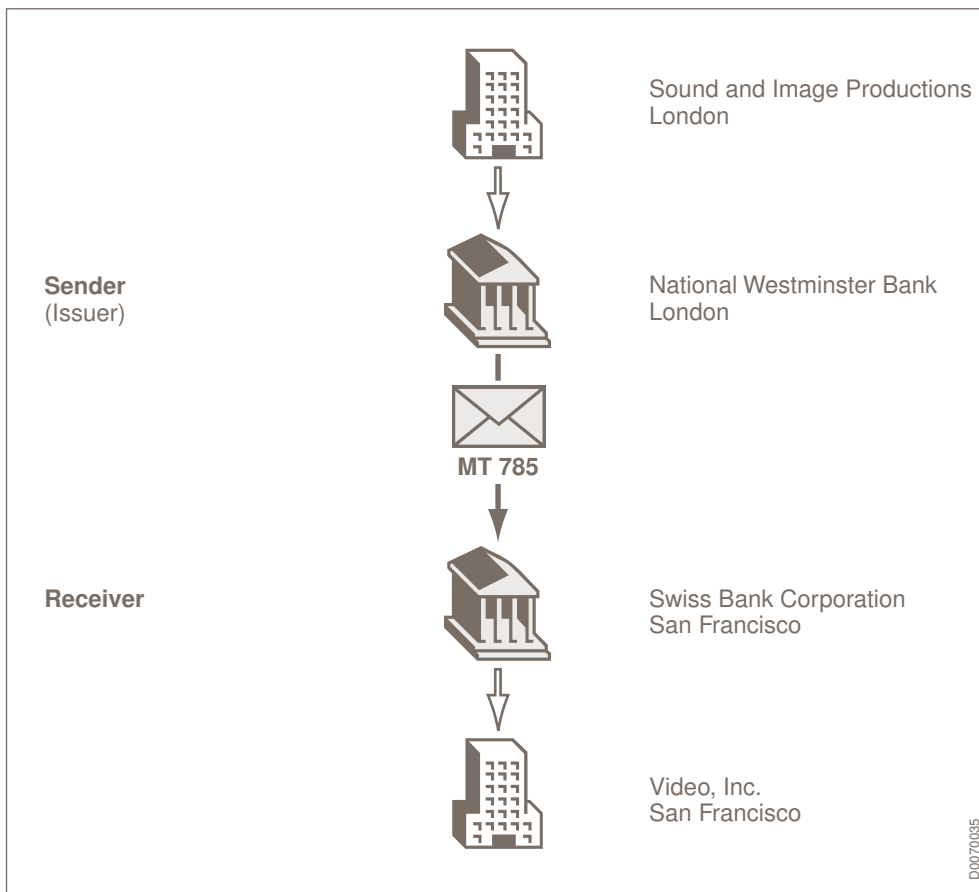 Sound and Image Productions
London
Sender
(Issuer)
National Westminster Bank
London
MT 785
Receiver
Swiss Bank Corporation
San Francisco
Video, Inc.
San Francisco
D0070035